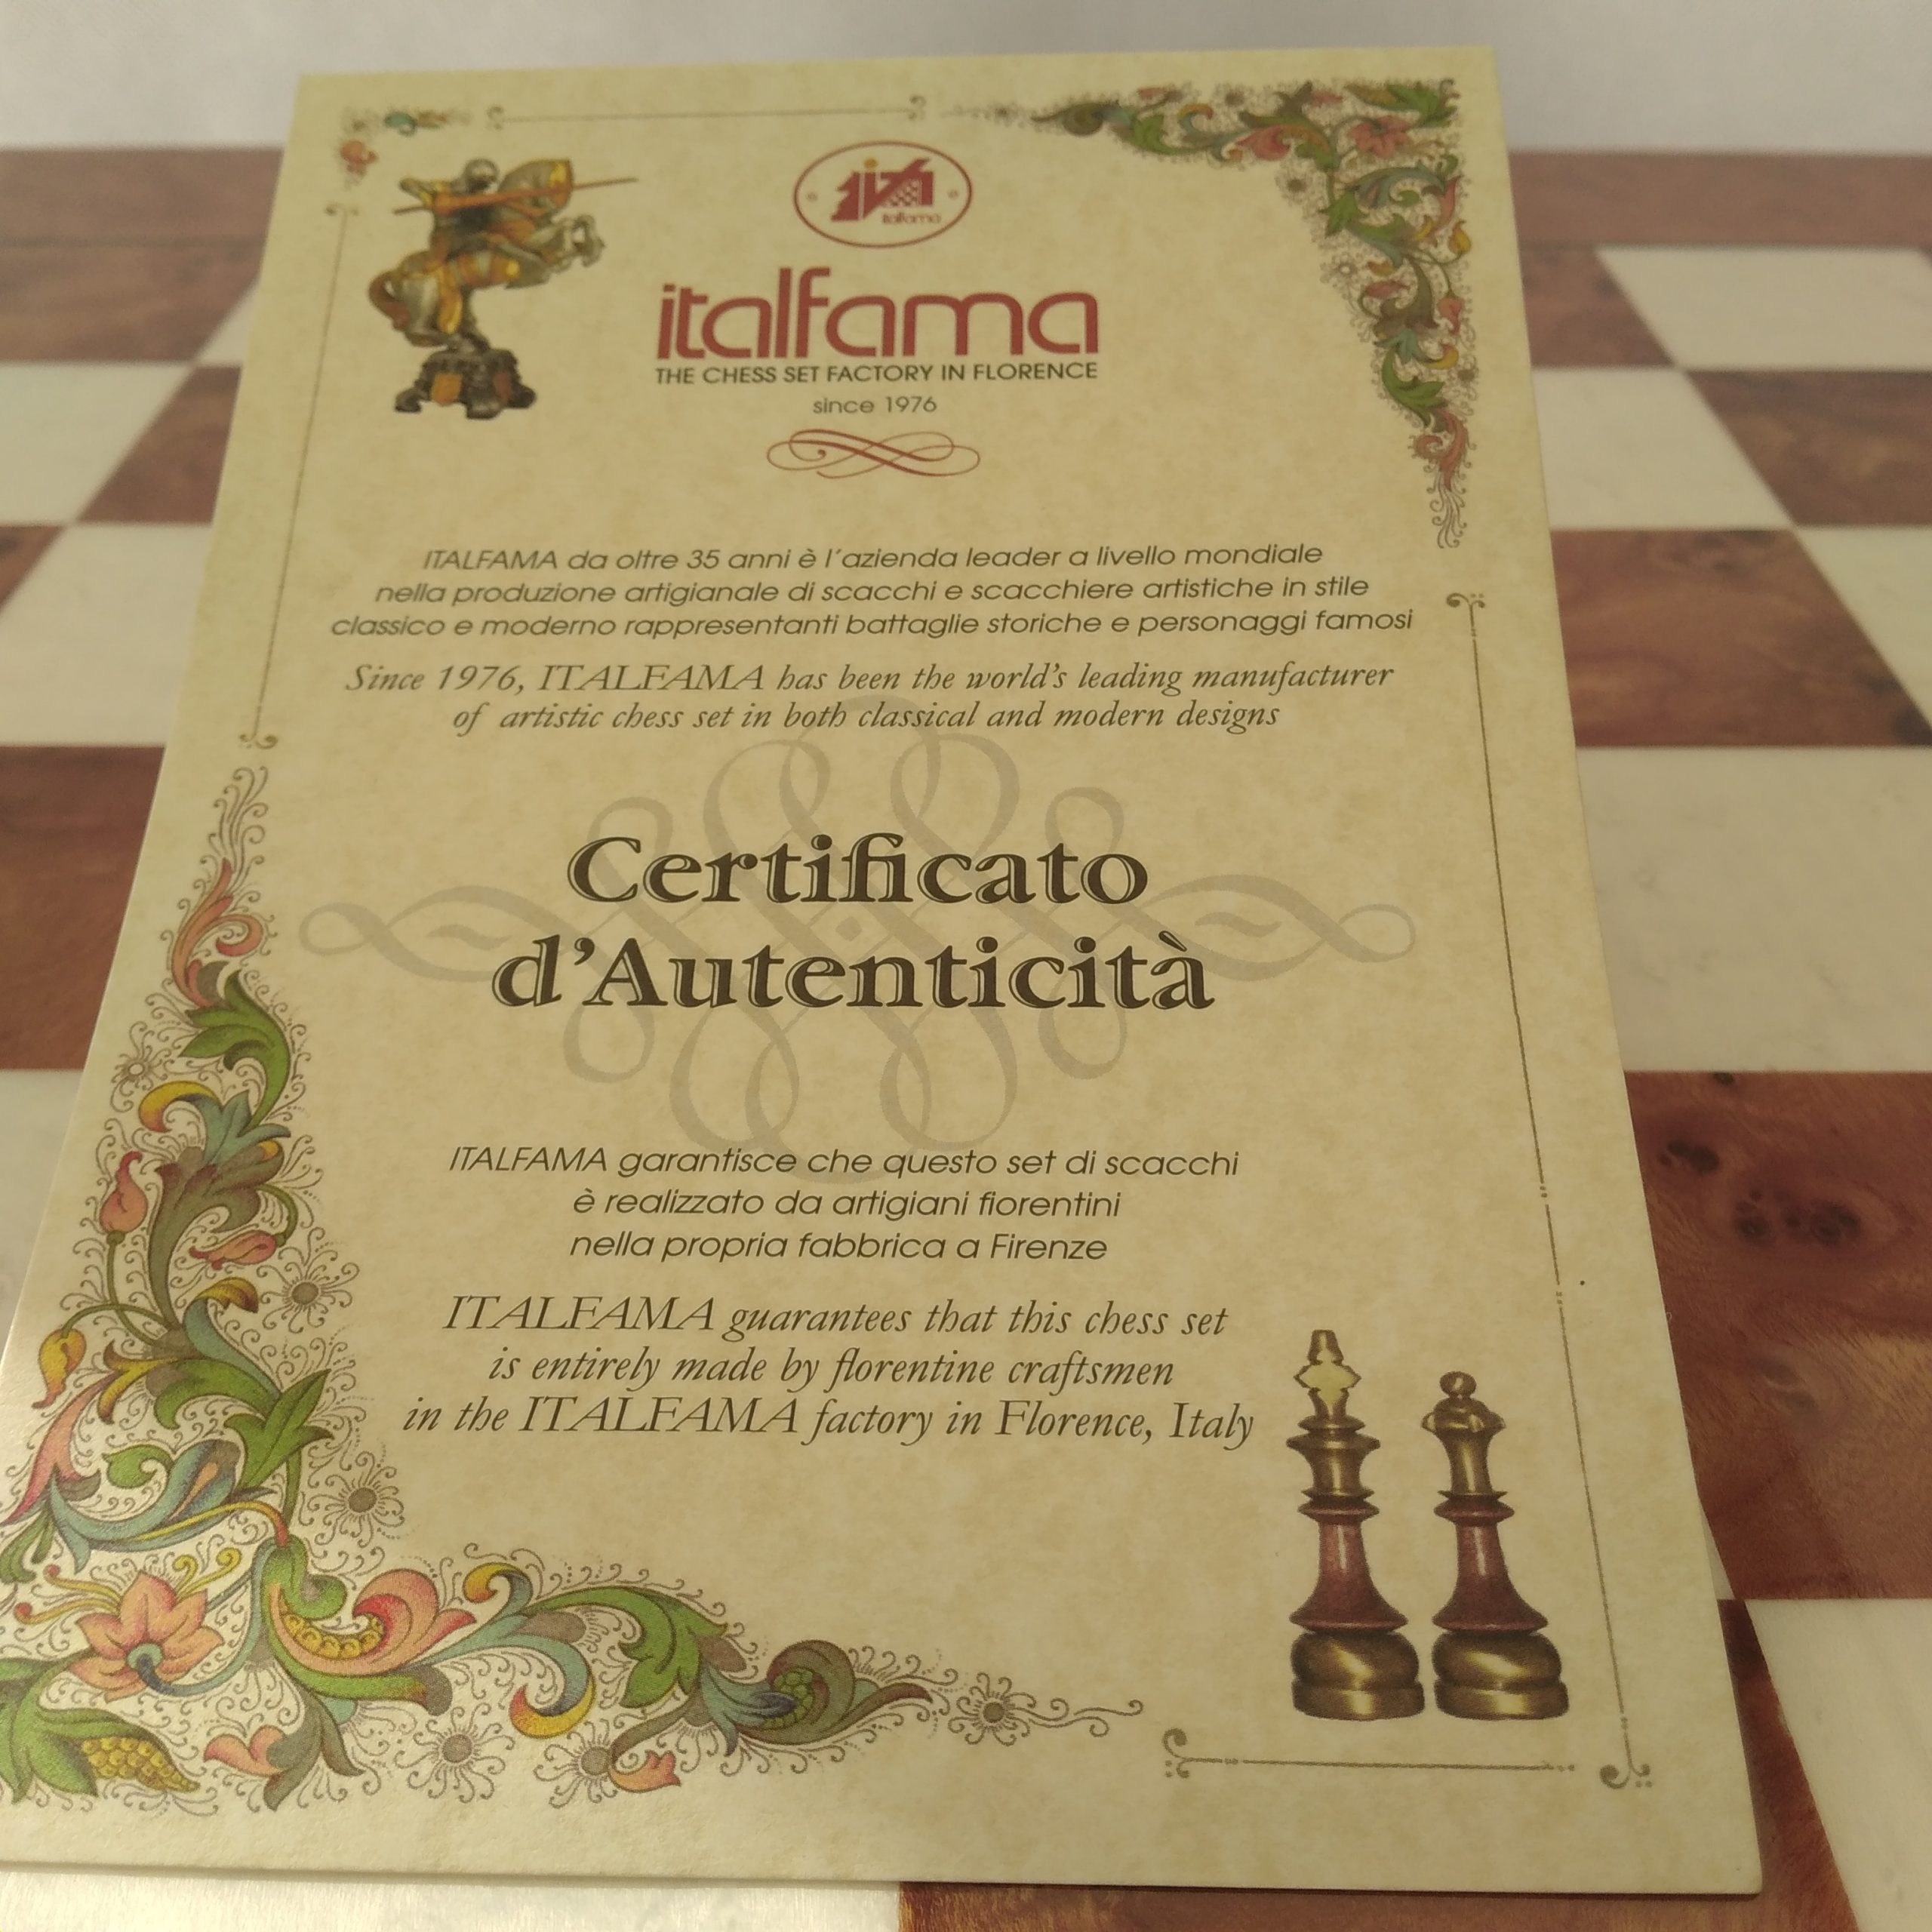 italfama
italfama
THE CHESS SET FACTORY IN FLORENCE
since 1976
ITALFAMA da oltre 35 anni è l'azienda leader a livello mondiale
nella produzione artigianale di scacchi e scacchiere artistiche in stile
classico e moderno rappresentanti battaglie storiche e personaggi famosi
Since 1976, ITALFAMA has been the world's leading manufacturer
of artistic chess set in both classical and modern designs
Certificato
d'Autenticità
ITALFAMA garantisce che questo set di scacchi
è realizzato da artigiani fiorentini
nella propria fabbrica a Firenze
ITALFAMA guarantees that this chess set
is entirely made by florentine craftsmen
in the ITALFAMA factory in Florence, Italy